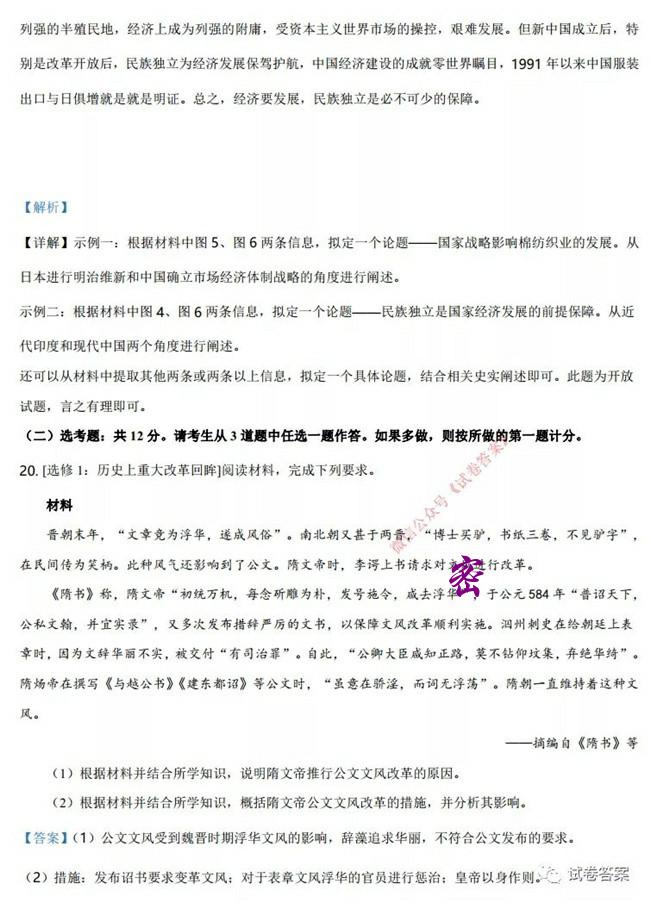 列强的半殖民地，经济上成为列强的附庸，受资本主义世界市场的操控，艰难发展。但新中国成立后，特
别是改革开放后，民族独立为经济发展保驾护航，中国经济建设的成就零世界瞩目，1991 年以来中国服装
出口与日俱增就是就是明证。总之，经济要发展，民族独立是必不可少的保障。
【解析】
【详解】示例一：根据材料中图 5、图 6 两条信息，拟定一个论题——国家战略影响棉纺织业的发展。从
日本进行明治维新和中国确立市场经济体制战略的角度进行阐述。
示例二：根据材料中图 4、图 6 两条信息，拟定一个论题——民族独立是国家经济发展的前提保障。从近
代印度和现代中国两个角度进行阐述。
还可以从材料中提取其他两条或两条以上信息，拟定一个具体论题，结合相关史实阐述即可。此题为开放
试题，言之有理即可。
（二）选考题：共 12 分。请考生从 3 道题中任选一题作答。如果多做，则按所做的第一题计分。
20. [选修 1：历史上重大改革回眸]阅读材料，完成下列要求。
微信公众号《试卷答案》
材料
晋朝末年，“文章竞为浮华，遂成风俗”。南北朝又甚于两晋，“博士买驴，书纸三卷，不见驴字”，
在民间传为笑柄。此种风气还影响到了公文。隋文帝时，李谔上书请求对 进行改革。
密
《隋书》称，隋文帝“初统万机，每念斫雕为朴，发号施令，咸去浮华”，于公元 584 年“普诏天下，
公私文翰，并宜实录”，又多次发布措辞严厉的文书，以保障文风改革顺利实施。泗州刺史在给朝廷上表
章时，因为文辞华丽不实，被交付“有司治罪”。自此，“公卿大臣咸知正路，莫不钻仰坟集，弃绝华绮”。
隋炀帝在撰写《与越公书》《建东都诏》等公文时，“虽意在骄淫，而词无浮荡”。隋朝一直维持着这种文
风。
——摘编自《隋书》等
（1）根据材料并结合所学知识，说明隋文帝推行公文文风改革的原因。
（2）根据材料并结合所学知识，概括隋文帝公文文风改革的措施，并分析其影响。
【答案】（1）公文文风受到魏晋时期浮华文风的影响，辞藻追求华丽，不符合公文发布的要求。
（2）措施：发布诏书要求变革文风；对于表章文风浮华的官员进行惩治；皇帝以身作则。
试卷答案